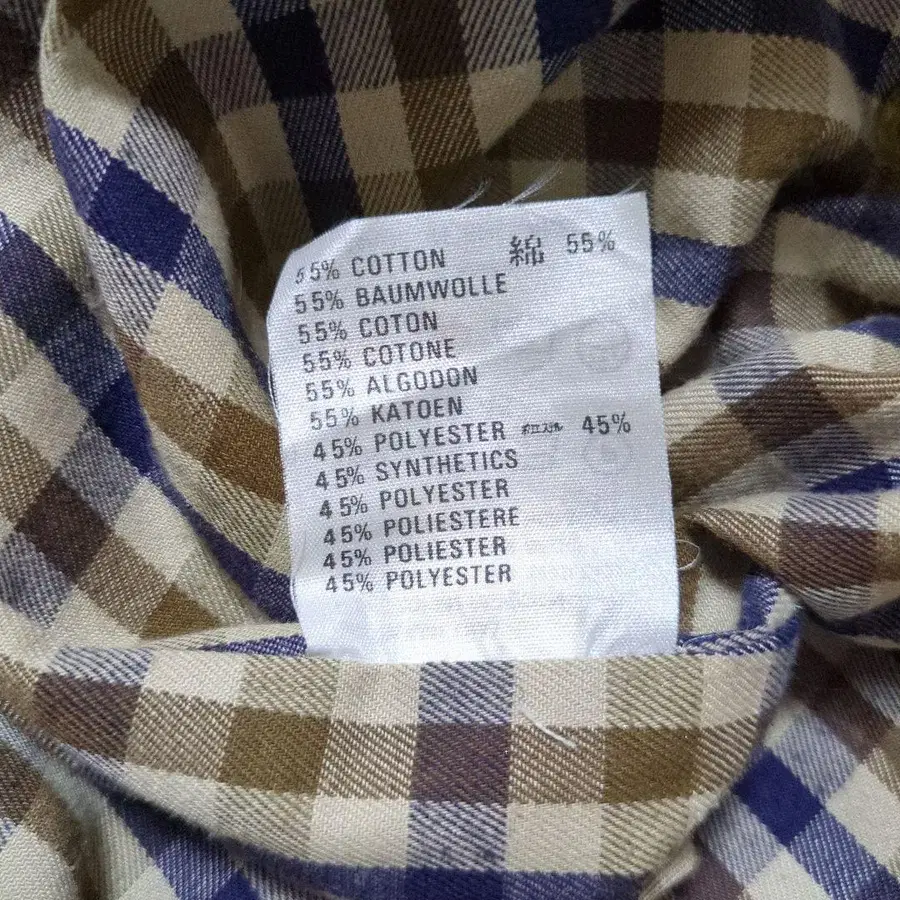 55% COTTON 綿 55%
55% BAUMWOLLE
55% COTON
55% COTONE
55% ALGODON
55% KATOEN
45% POLYESTER ポリエステル 45%
45% SYNTHETICS
45% POLYESTER
45% POLIESTERE
45% POLIESTER
45% POLYESTER